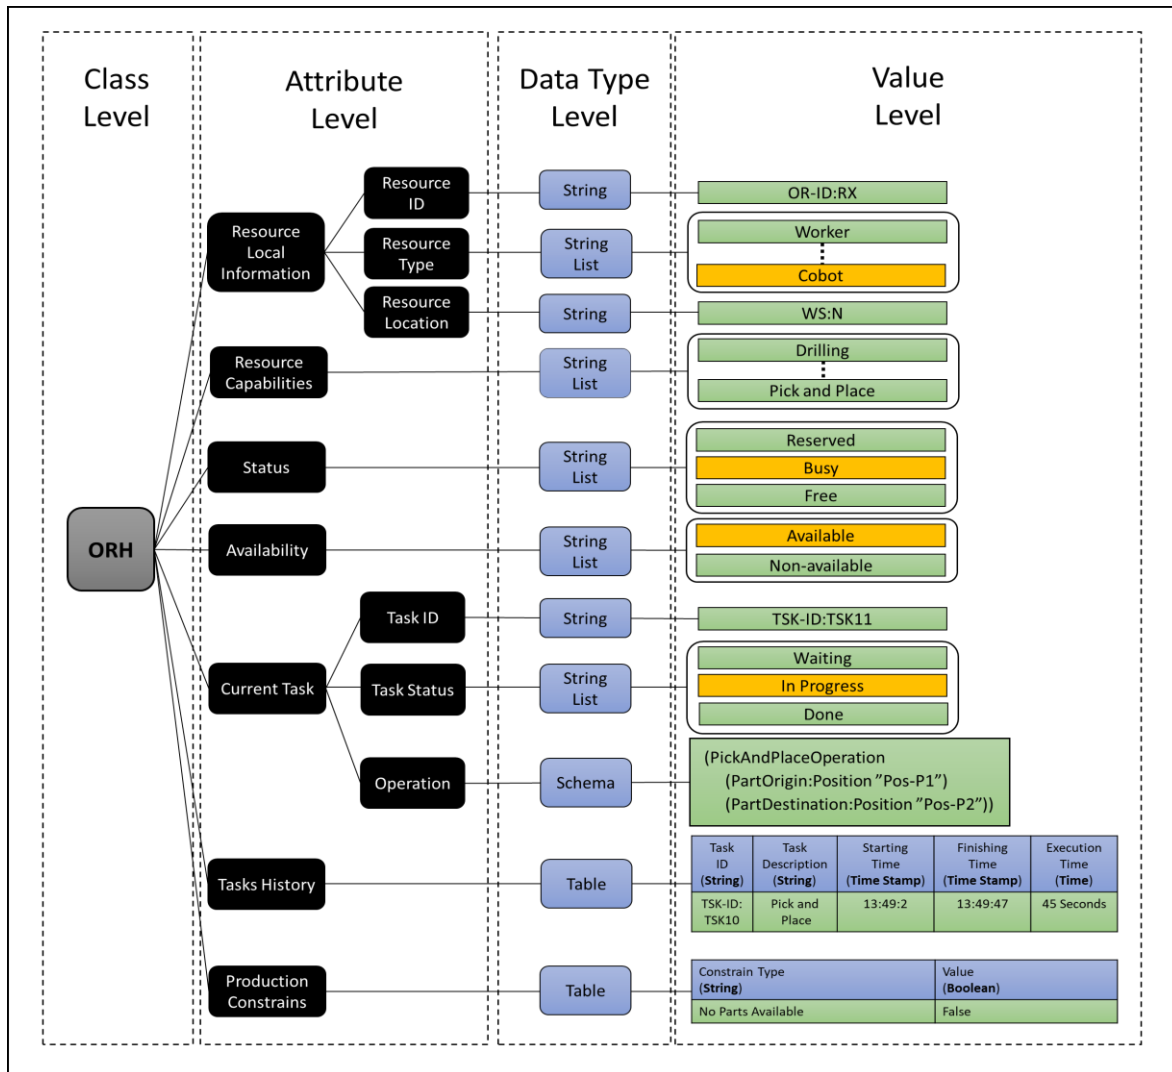 Class
Level
Attribute
Level
Data Type
Level
Value
Level
ORH
Resource
Local
Information
Resource
ID
String
OR-ID:RX
Resource
Type
String
List
Worker
Cobot
Resource
Location
String
WS:N
Resource
Capabilities
String
List
Drilling
Pick and Place
Status
String
List
Reserved
Busy
Free
Availability
String
List
Available
Non-available
Current Task
Task ID
String
TSK-ID:TSK11
Task Status
String
List
Waiting
In Progress
Done
Operation
Schema
(PickAndPlaceOperation
(PartOrigin:Position ”Pos-P1”)
(PartDestination:Position ”Pos-P2”))
Tasks History
Table
Task
ID
(String)
Task
Description
(String)
Starting
Time
(Time Stamp)
Finishing
Time
(Time Stamp)
Execution
Time
(Time)
TSK-ID:
TSK10
Pick and
Place
13:49:2
13:49:47
45 Seconds
Production
Constrains
Table
Constrain Type
(String)
Value
(Boolean)
No Parts Available
False